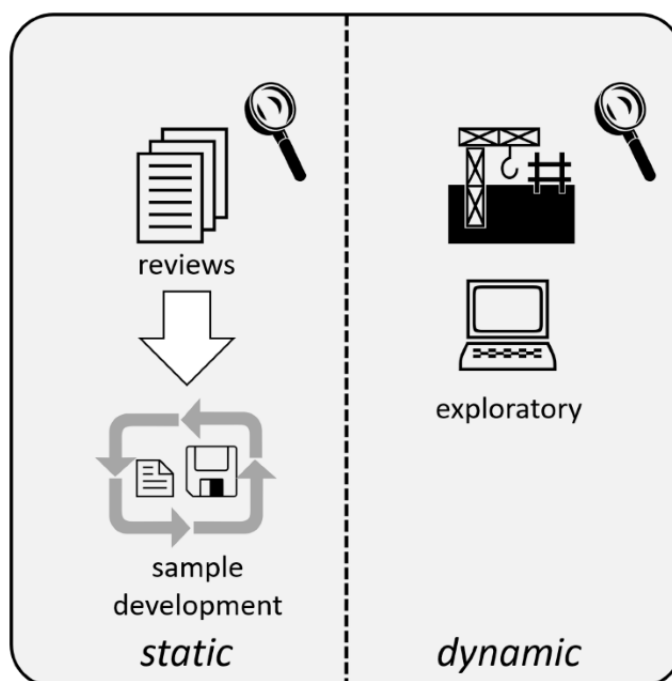 reviews
sample
development
static
exploratory
dynamic